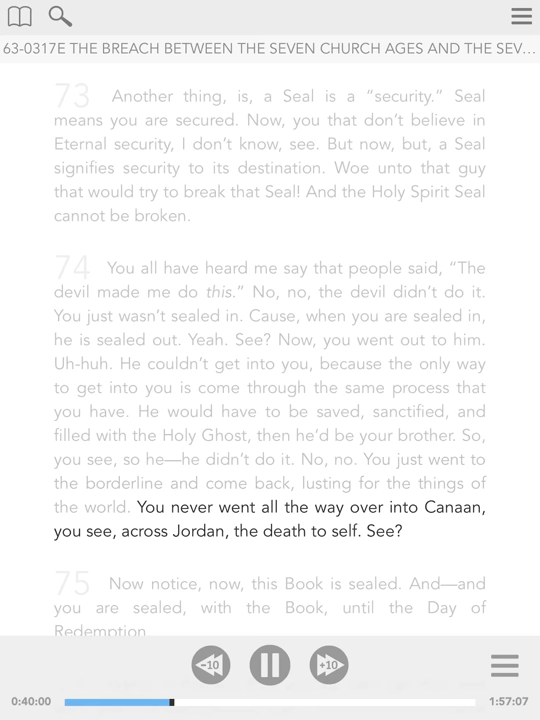 63-0317E THE BREACH BETWEEN THE SEVEN CHURCH AGES AND THE SEV...
73 Another thing, is, a Seal is a “security.” Seal
means you are secured. Now, you that don’t believe in
Eternal security, I don’t know, see. But now, but, a Seal
signifies security to its destination. Woe unto that guy
that would try to break that Seal! And the Holy Spirit Seal
cannot be broken.
74 You all have heard me say that people said, “The
devil made me do this.” No, no, the devil didn’t do it.
You just wasn’t sealed in. Cause, when you are sealed in,
he is sealed out. Yeah. See? Now, you went out to him.
Uh-huh. He couldn’t get into you, because the only way
to get into you is come through the same process that
you have. He would have to be saved, sanctified, and
filled with the Holy Ghost, then he’d be your brother. So,
you see, so he—he didn’t do it. No, no. You just went to
the borderline and come back, lusting for the things of
the world. You never went all the way over into Canaan,
you see, across Jordan, the death to self. See?
75 Now notice, now, this Book is sealed. And—and
you are sealed, with the Book, until the Day of
Redemption.
-10
+10
0:40:00
1:57:07